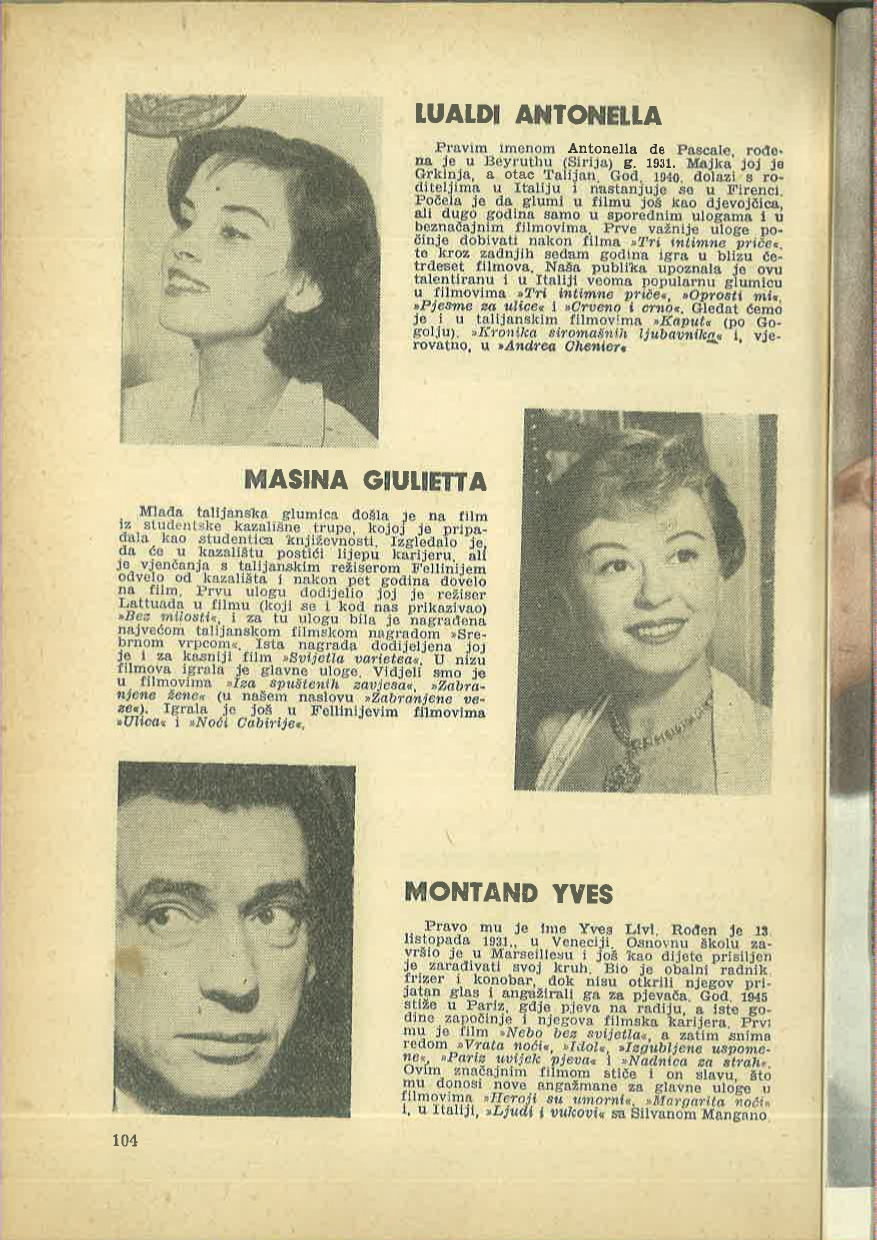 LUALDI ANTONELLA
Pravim imenom Antonella de Pascale, rođe-
na je u Beyruthu (Sirija) g. 1931. Majka joj je
Grkinja, a otac Talijan. God. 1940. dolazi s ro-
diteljima u Italiju i nastanjuje se u Firenci.
Počela je da glumi u filmu još kao djevojčica,
ali dugo godina samo u sporednim ulogama i u
beznačajnim filmovima. Prve važnije uloge po-
činje dobivati nakon filma »Tri intimne priče«,
te kroz zadnjih sedam godina igra u blizu če-
trdeset filmova. Naša publika upoznala je ovu
talentiranu i u Italiji veoma popularnu glumicu
u filmovima »Tri intimne priče«, »Oprosti mi«,
»Pjesme za ulice« i »Crveno i crno«. Gledat ćemo
je i u talijanskim filmovima »Kaput« (po Go-
golju), »Kronika siromašnih ljubavnika« i, vje-
rovatno, u »Andrea Chenier«
MASINA GIULIETTA
Mlada talijanska glumica došla je na film
iz studentske kazališne trupe, kojoj je pripa-
dala kao studentica književnosti. Izgledalo je,
da će u kazalištu postići lijepu karijeru, ali
je vjenčanja s talijanskim režiserom Fellinijem
odvelo od kazališta i nakon pet godina dovelo
na film. Prvu ulogu dodijelio joj je režiser
Lattuada u filmu (koji se i kod nas prikazivao)
»Bez milosti«, i za tu ulogu bila je nagrađena
najvećom talijanskom filmskom nagradom »Sre-
brnom vrpcom«. Ista nagrada dodijeljena joj
je i za kasniji film »Svijetla varietea«. U nizu
filmova igrala je glavne uloge. Vidjeli smo je
u filmovima »Iza spuštenih zavjesa«, »Zabra-
njene žene« (u našem naslovu »Zabranjene ve-
ze«). Igrala je još u Fellinijevim filmovima
»Ulica« i »Noći Cabirije«.
MONTAND YVES
Pravo mu je ime Yves Livi. Rođen je 13.
listopada 1931., u Veneciji. Osnovnu školu za-
vršio je u Marseillesu i još kao dijete prisiljen
je zarađivati svoj kruh. Bio je obalni radnik,
frizer i konobar, dok nisu otkrili njegov pri-
jatan glas i angažirali ga za pjevača. God. 1945
stiže u Pariz, gdje pjeva na radiju, a iste go-
dine započinje i njegova filmska karijera. Prvi
mu je film »Nebo bez svijetla«, a zatim snima
redom »Vrata noći«, »Idol«, »Izgubljene uspome-
ne«, »Pariz uvijek pjeva« i »Nadnica za strah«.
Ovim značajnim filmom stiče i on slavu, što
mu donosi nove angažmane za glavne uloge u
filmovima »Heroji su umorni«, »Margarita noći«
i, u Italiji, »Ljudi i vukovi« sa Silvanom Mangano.
104